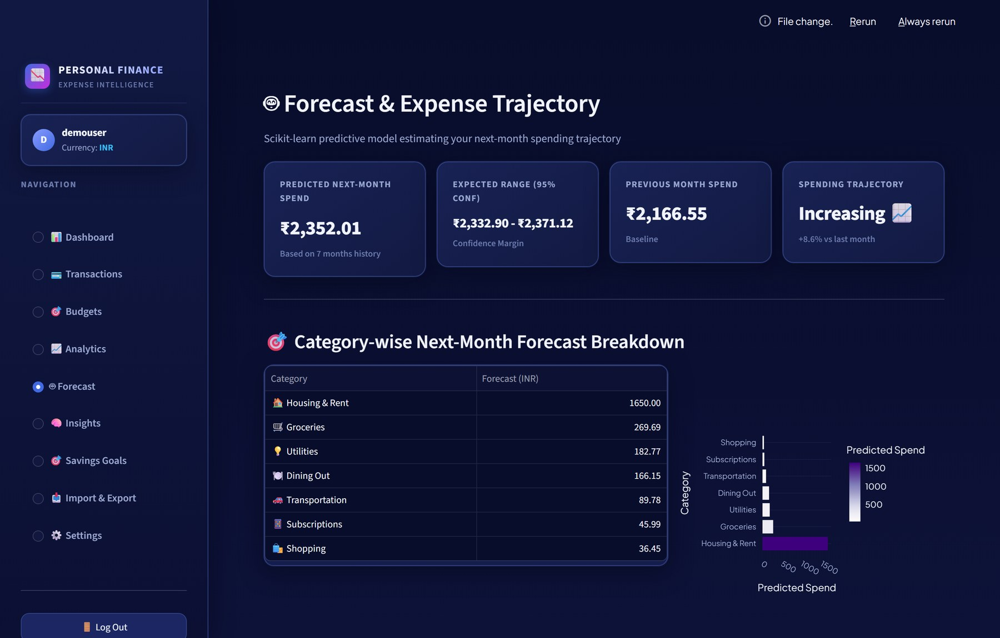 File change.
Rerun
Always rerun
PERSONAL FINANCE
EXPENSE INTELLIGENCE
D
demouser
Currency: INR
NAVIGATION
Dashboard
Transactions
Budgets
Analytics
Forecast
Insights
Savings Goals
Import & Export
Settings
Log Out
Forecast & Expense Trajectory
Scikit-learn predictive model estimating your next-month spending trajectory
PREDICTED NEXT-MONTH
SPEND
₹2,352.01
Based on 7 months history
EXPECTED RANGE (95%
CONF)
₹2,332.90 - ₹2,371.12
Confidence Margin
PREVIOUS MONTH SPEND
₹2,166.55
Baseline
SPENDING TRAJECTORY
Increasing
+8.6% vs last month
Category-wise Next-Month Forecast Breakdown
Category Forecast (INR)
Housing & Rent 1650.00
Groceries 269.69
Utilities 182.77
Dining Out 166.15
Transportation 89.78
Subscriptions 45.99
Shopping 36.45
Category
Shopping
Subscriptions
Transportation
Dining Out
Utilities
Groceries
Housing & Rent
0 500 1000 1500
Predicted Spend
Predicted Spend
1500
1000
500